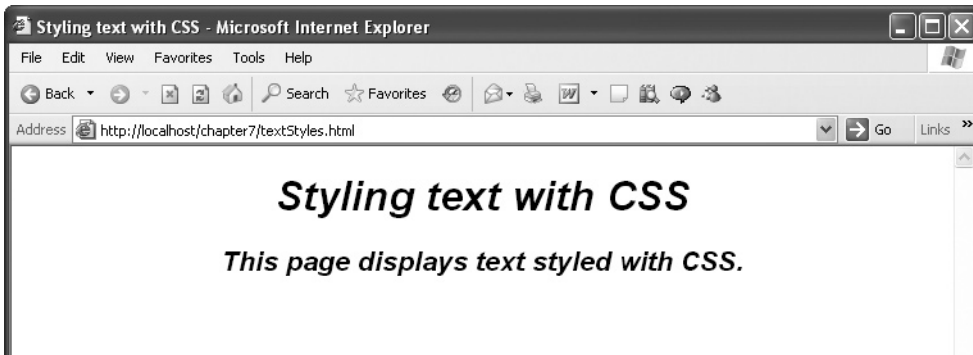 Styling text with CSS - Microsoft Internet Explorer
File Edit View Favorites Tools Help
Back Search Favorites
Address http://localhost/chapter7/textStyles.html Go Links »
Styling text with CSS
This page displays text styled with CSS.